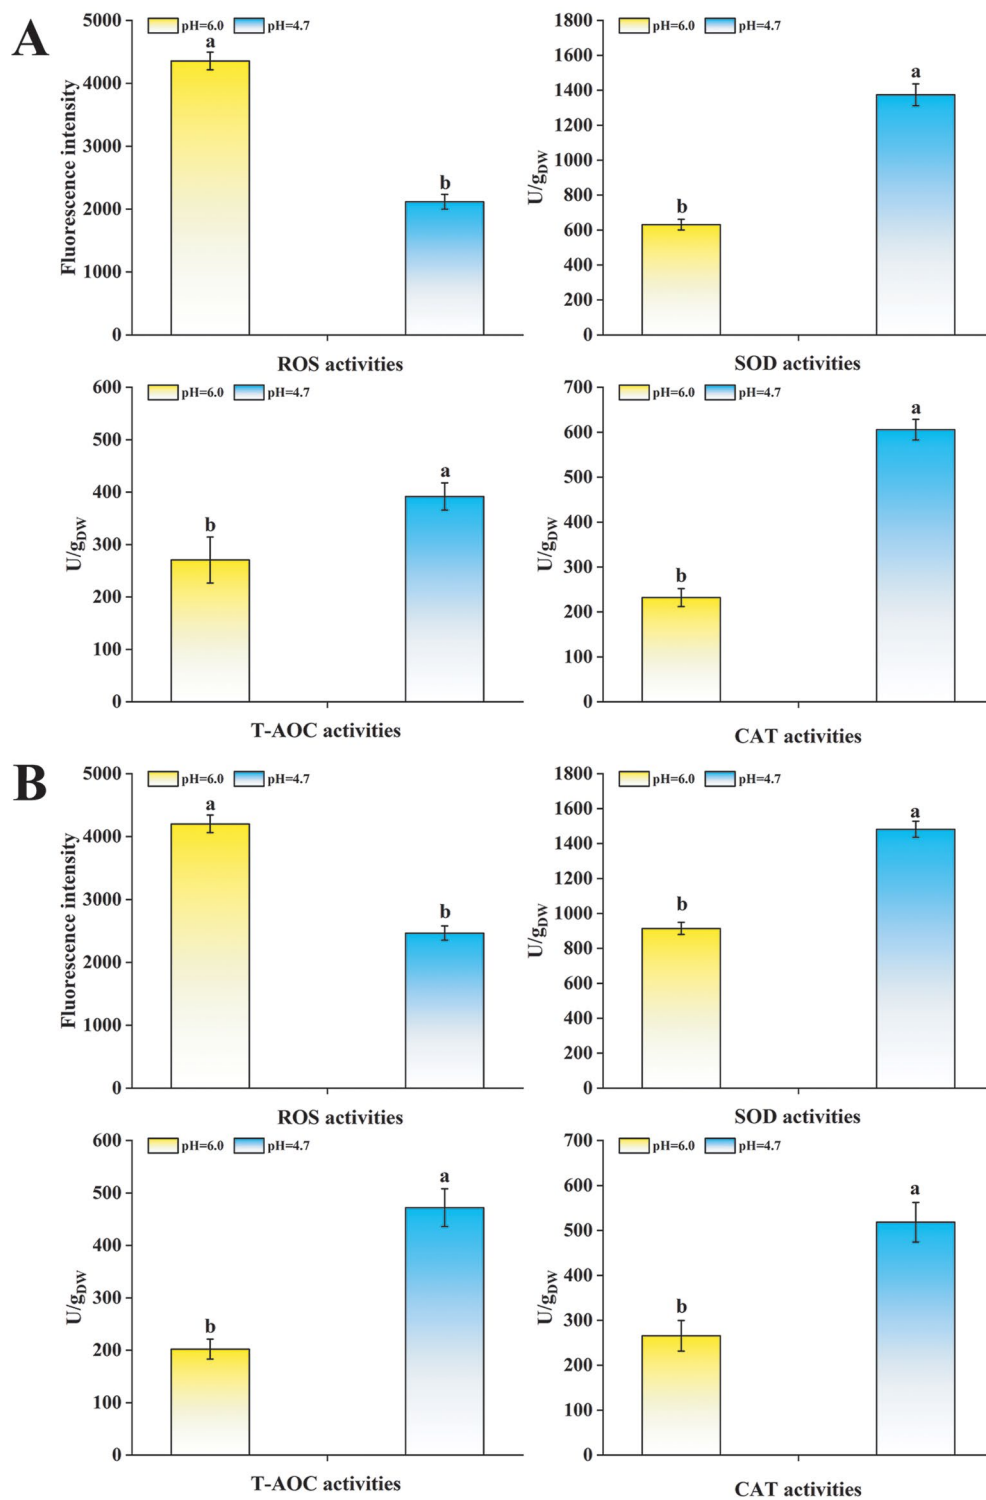 A
pH=6.0 pH=4.7
5000
4000
3000
2000
1000
0
Fluorescence intensity
a
b
ROS activities
pH=6.0 pH=4.7
1800
1600
1400
1200
1000
800
600
400
200
0
U/gDW
b
a
SOD activities
pH=6.0 pH=4.7
600
500
400
300
200
100
0
U/gDW
b
a
T-AOC activities
pH=6.0 pH=4.7
700
600
500
400
300
200
100
0
U/gDW
b
a
CAT activities
B
pH=6.0 pH=4.7
5000
4000
3000
2000
1000
0
Fluorescence intensity
a
b
ROS activities
pH=6.0 pH=4.7
1800
1600
1400
1200
1000
800
600
400
200
0
U/gDW
b
a
SOD activities
pH=6.0 pH=4.7
600
500
400
300
200
100
0
U/gDW
b
a
T-AOC activities
pH=6.0 pH=4.7
700
600
500
400
300
200
100
0
U/gDW
b
a
CAT activities